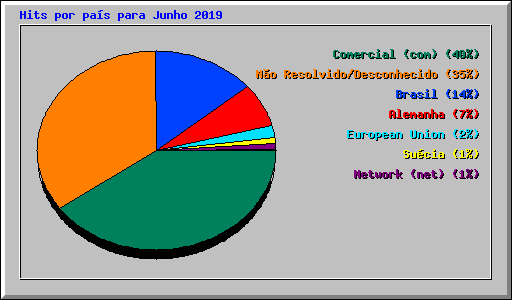 Hits por país para Junho 2019
Comercial (com) (40%)
Não Resolvido/Desconhecido (35%)
Brasil (14%)
Alemanha (7%)
European Union (2%)
Suécia (1%)
Network (net) (1%)